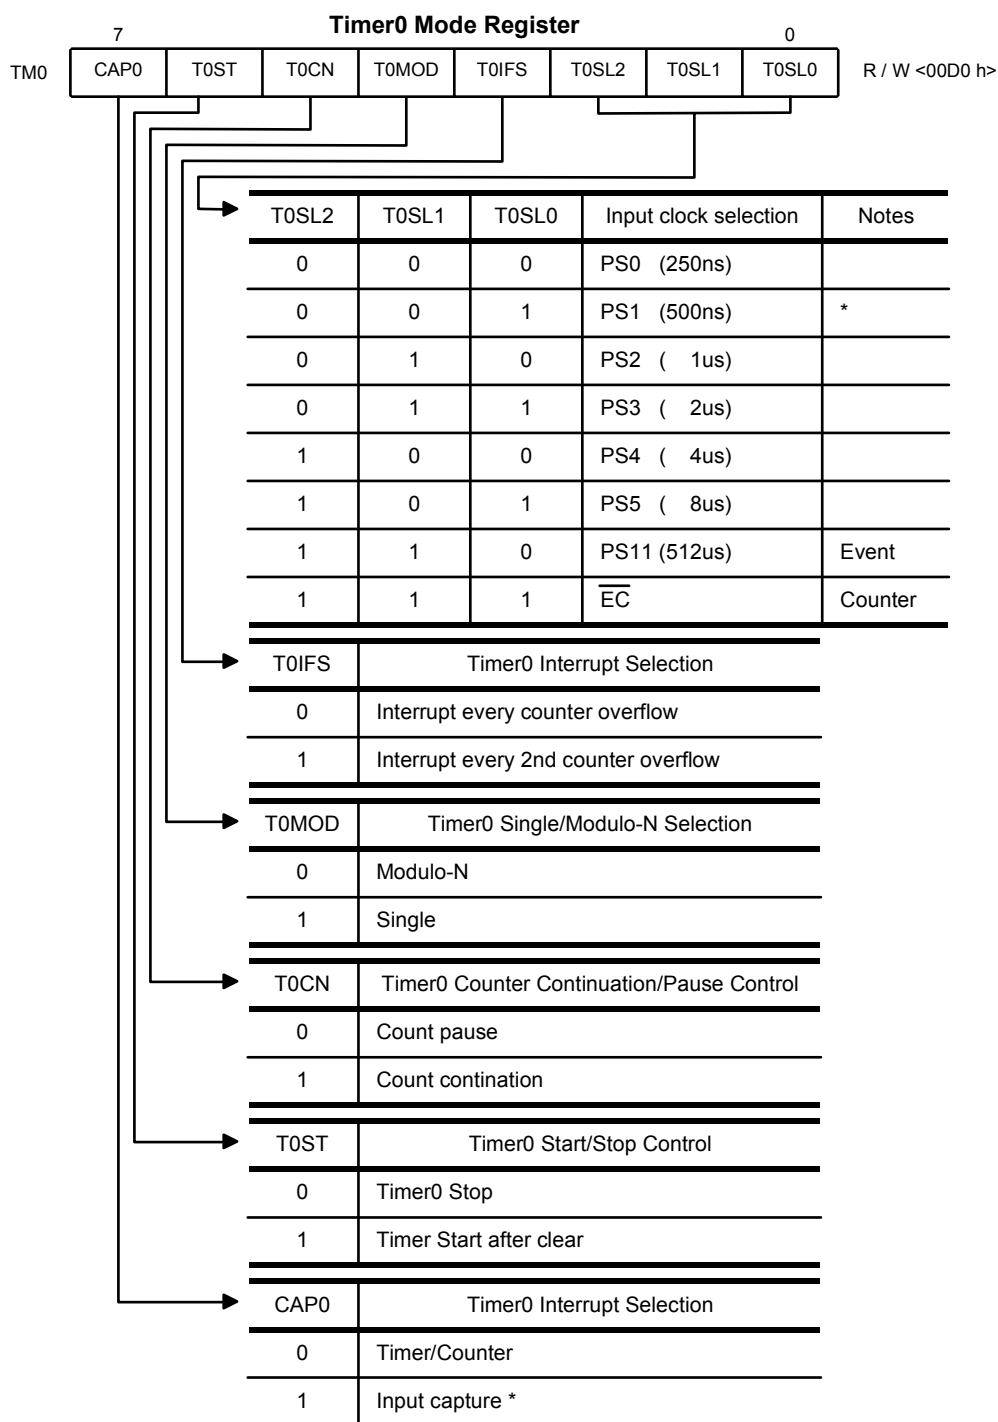 Timer0 Mode Register
7 0
TM0 CAP0 T0ST T0CN T0MOD T0IFS T0SL2 T0SL1 T0SL0 R / W <00D0 h>
T0SL2 T0SL1 T0SL0 Input clock selection Notes
0 0 0 PS0 (250ns)
0 0 1 PS1 (500ns) *
0 1 0 PS2 ( 1us)
0 1 1 PS3 ( 2us)
1 0 0 PS4 ( 4us)
1 0 1 PS5 ( 8us)
1 1 0 PS11 (512us) Event
1 1 1 E̅C̅ Counter
T0IFS Timer0 Interrupt Selection
0 Interrupt every counter overflow
1 Interrupt every 2nd counter overflow
T0MOD Timer0 Single/Modulo-N Selection
0 Modulo-N
1 Single
T0CN Timer0 Counter Continuation/Pause Control
0 Count pause
1 Count contination
T0ST Timer0 Start/Stop Control
0 Timer0 Stop
1 Timer Start after clear
CAP0 Timer0 Interrupt Selection
0 Timer/Counter
1 Input capture *